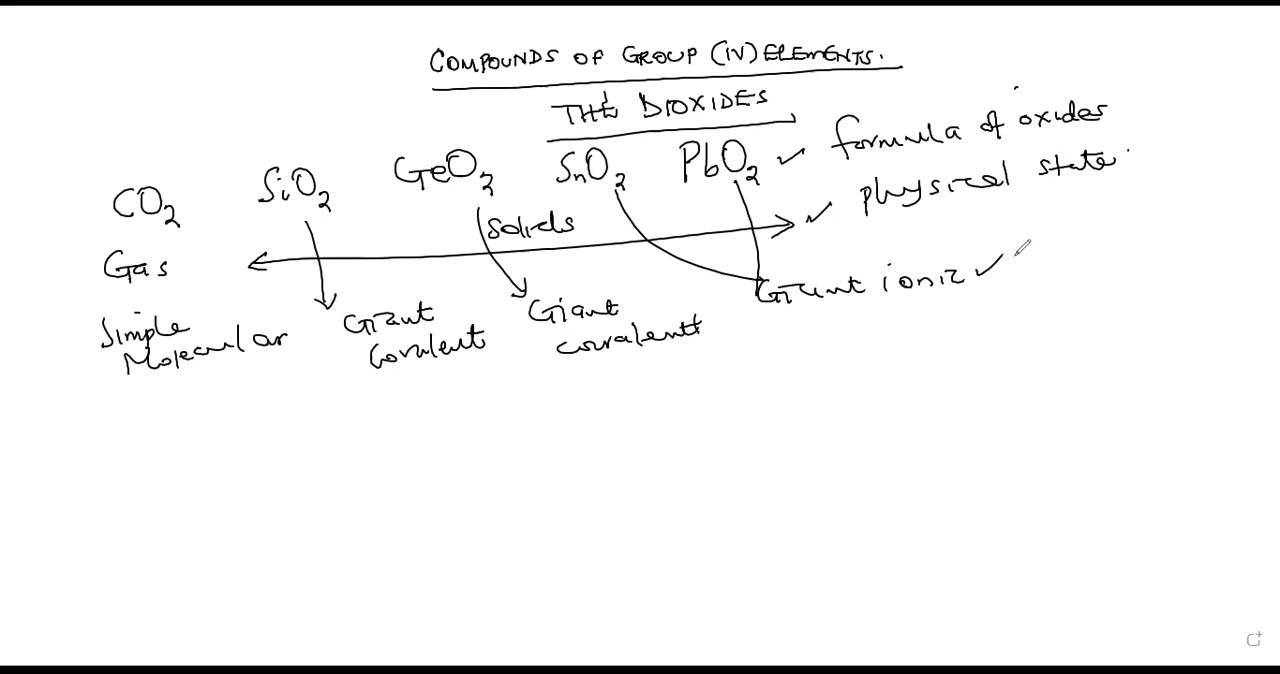 COMPOUNDS OF GROUP (IV) ELEMENTS.
THE DIOXIDES
CO2 SiO2 GeO2 SnO2 PbO2 ✓ formula of oxides
Gas Solids ✓ physical state.
Simple Molecular
Giant Covalent
Giant covalent
Giant ionic ✓